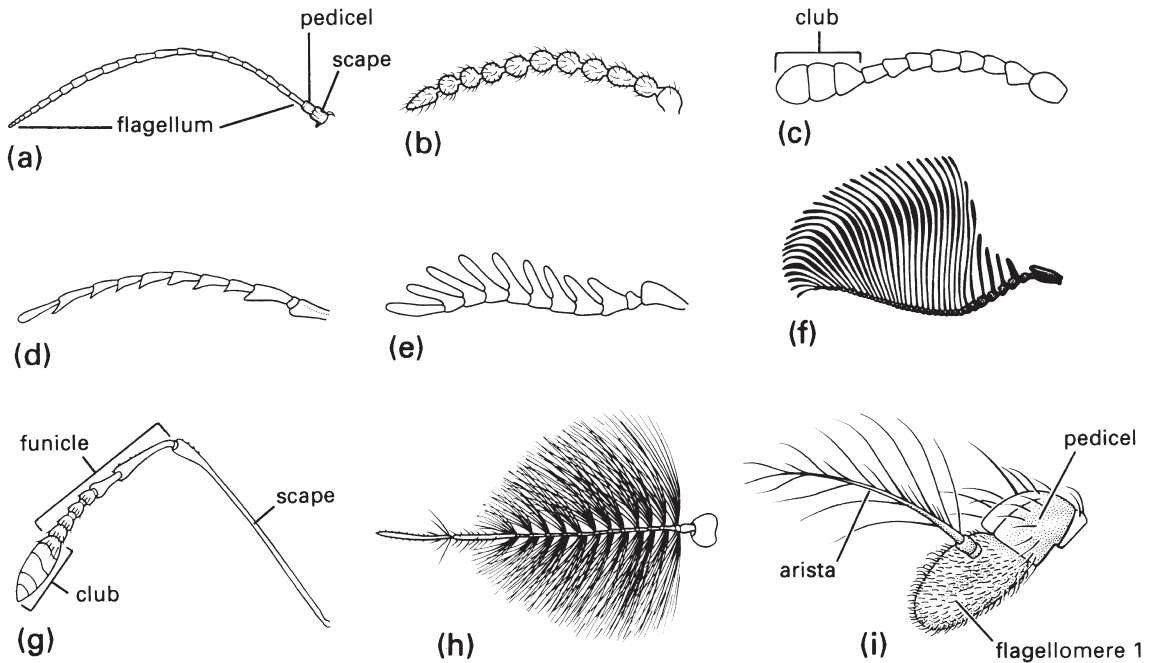 pedicel
scape
flagellum
(a)
(b)
club
(c)
(d)
(e)
(f)
funicle
scape
club
(g)
(h)
pedicel
arista
flagellomere 1
(i)